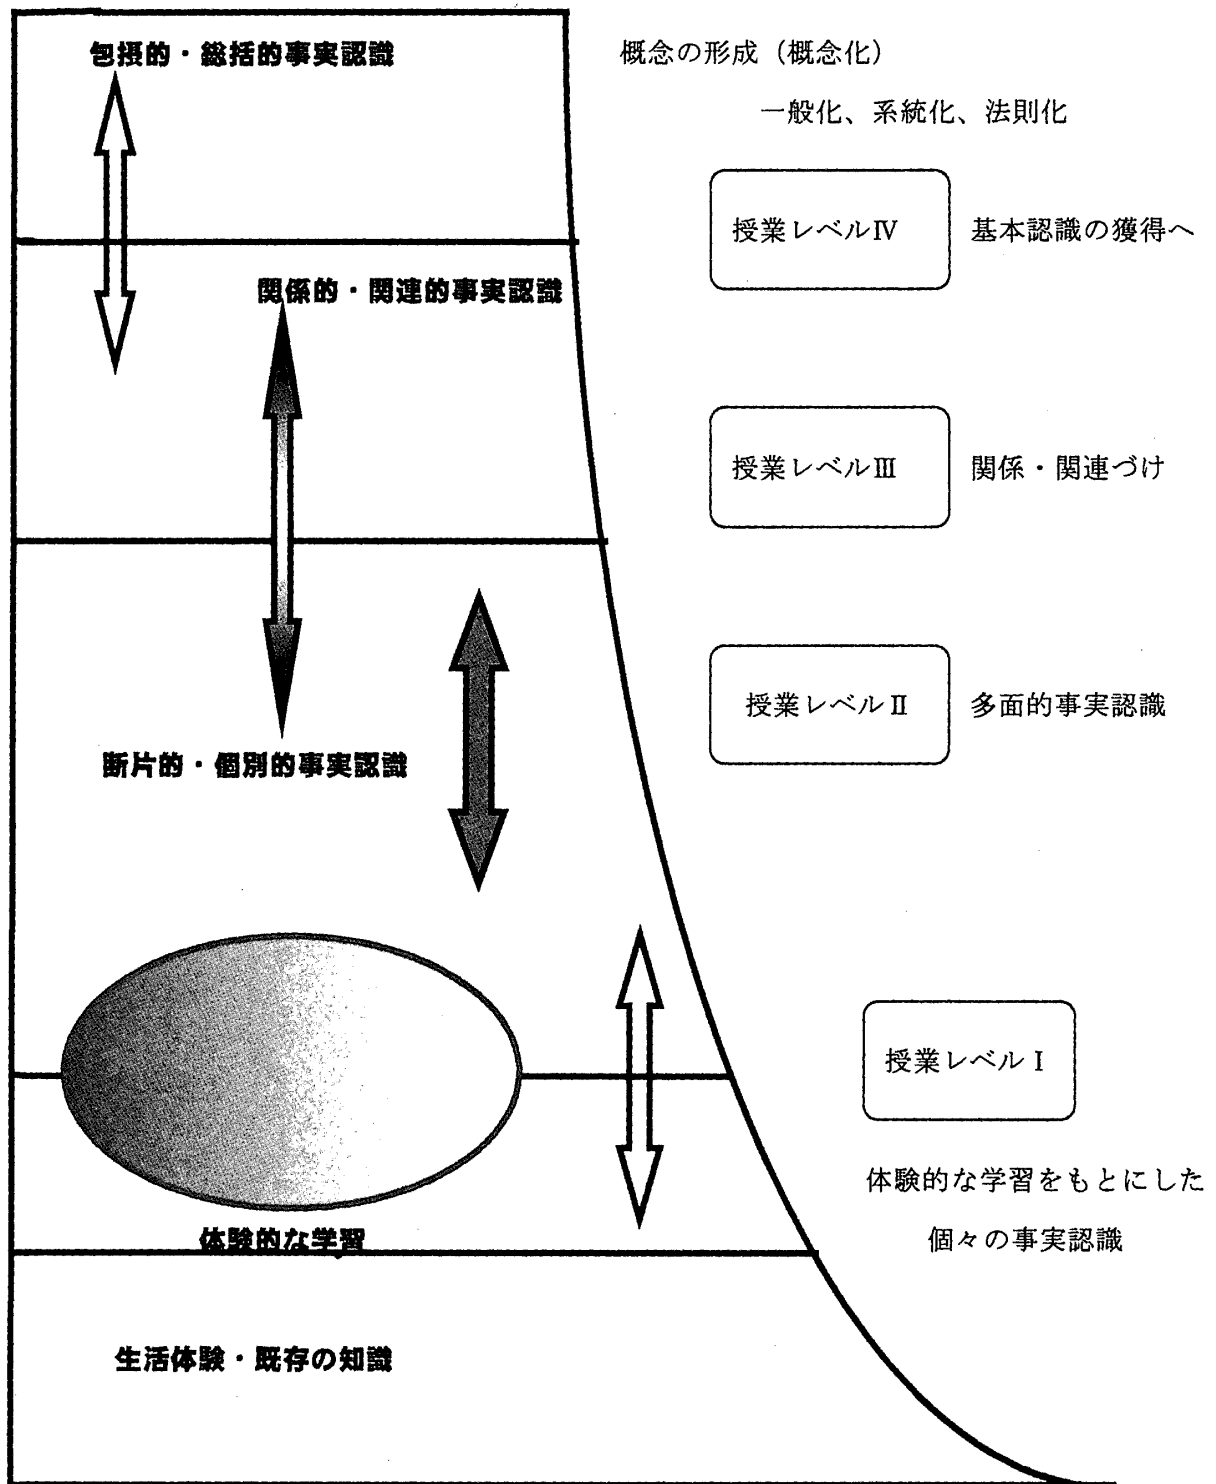 包摂的・総括的事実認識
概念の形成（概念化）
一般化、系統化、法則化
授業レベルⅣ
基本認識の獲得へ
関係的・関連的事実認識
授業レベルⅢ
関係・関連づけ
授業レベルⅡ
多面的事実認識
断片的・個別的事実認識
授業レベルⅠ
体験的な学習をもとにした
個々の事実認識
体験的な学習
生活体験・既存の知識